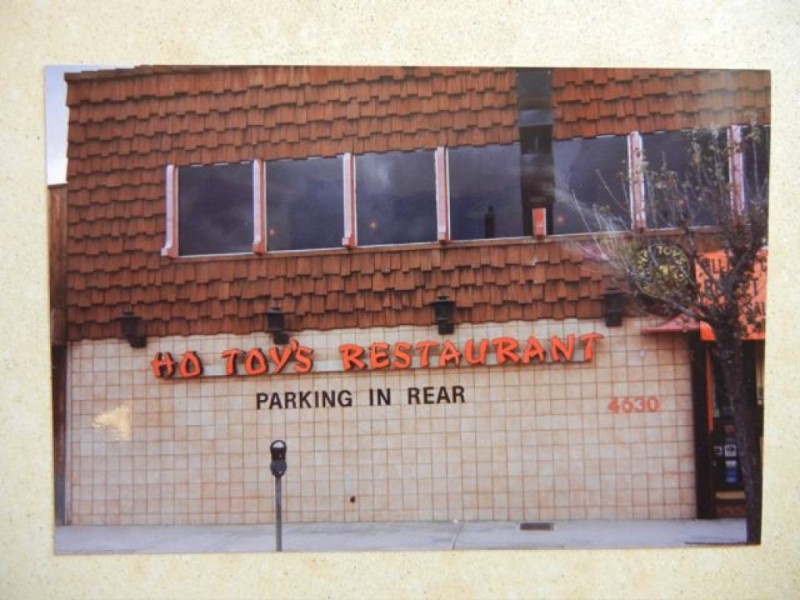 HO TOY'S RESTAURANT
PARKING IN REAR
4630